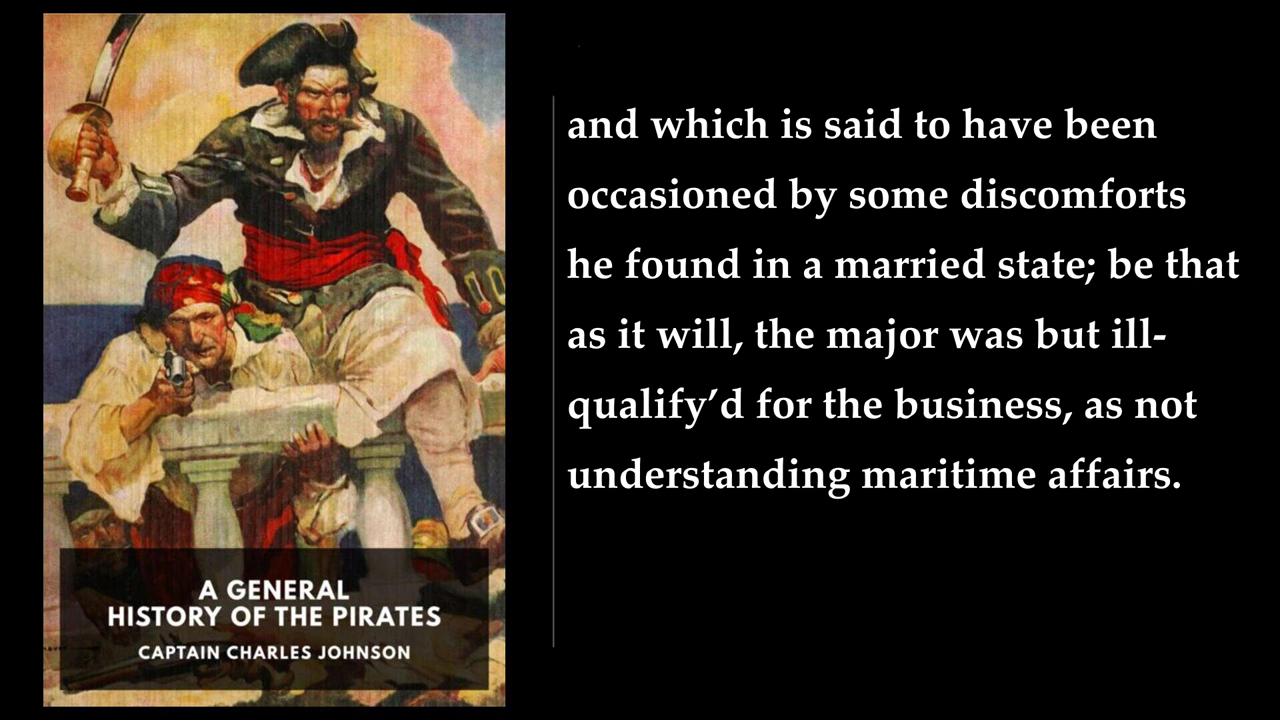 and which is said to have been
occasioned by some discomforts
he found in a married state; be that
as it will, the major was but ill-
qualify’d for the business, as not
understanding maritime affairs.
A GENERAL
HISTORY OF THE PIRATES
CAPTAIN CHARLES JOHNSON